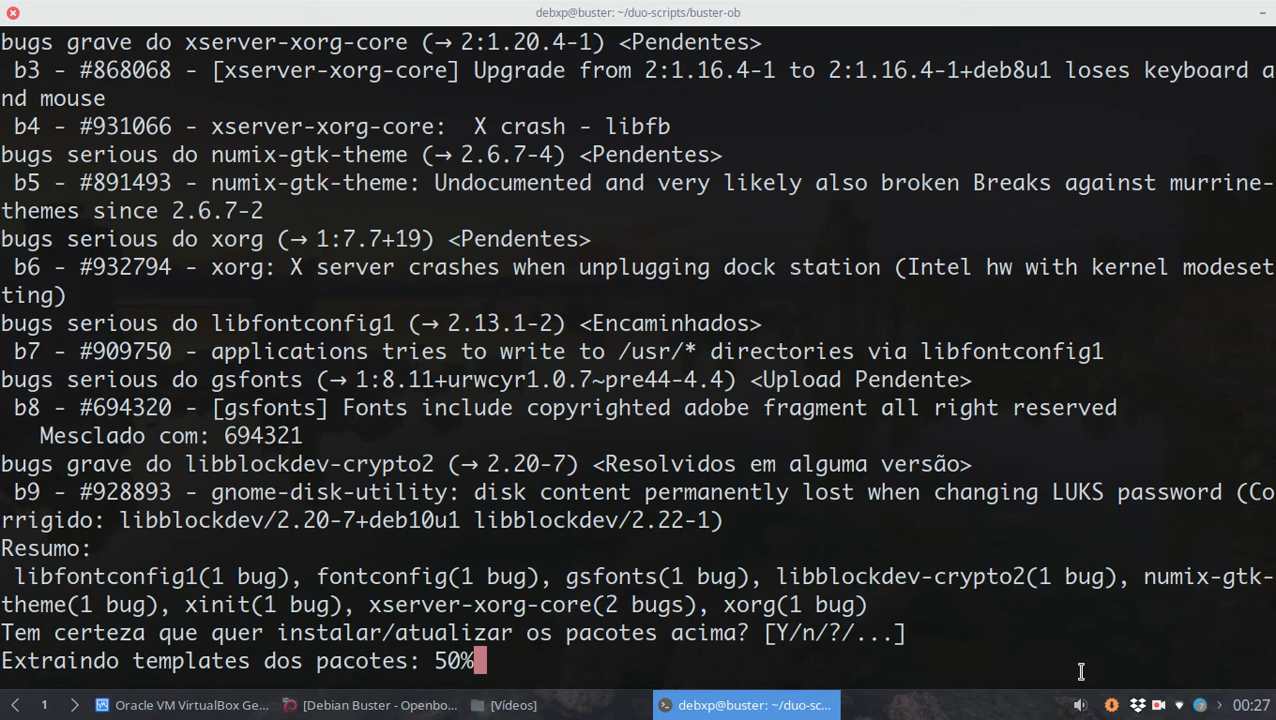 debxp@buster: ~/duo-scripts/buster-ob
bugs grave do xserver-xorg-core (→ 2:1.20.4-1) <Pendentes>
b3 - #868068 - [xserver-xorg-core] Upgrade from 2:1.16.4-1 to 2:1.16.4-1+deb8u1 loses keyboard a
nd mouse
b4 - #931066 - xserver-xorg-core:  X crash - libfb
bugs serious do numix-gtk-theme (→ 2.6.7-4) <Pendentes>
b5 - #891493 - numix-gtk-theme: Undocumented and very likely also broken Breaks against murrine-
themes since 2.6.7-2
bugs serious do xorg (→ 1:7.7+19) <Pendentes>
b6 - #932794 - xorg: X server crashes when unplugging dock station (Intel hw with kernel modeset
ting)
bugs serious do libfontconfig1 (→ 2.13.1-2) <Encaminhados>
b7 - #909750 - applications tries to write to /usr/* directories via libfontconfig1
bugs serious do gsfonts (→ 1:8.11+urwcyr1.0.7~pre44-4.4) <Upload Pendente>
b8 - #694320 - [gsfonts] Fonts include copyrighted adobe fragment all right reserved
Mesclado com: 694321
bugs grave do libblockdev-crypto2 (→ 2.20-7) <Resolvidos em alguma versão>
b9 - #928893 - gnome-disk-utility: disk content permanently lost when changing LUKS password (Co
rrigido: libblockdev/2.20-7+deb10u1 libblockdev/2.22-1)
Resumo:
libfontconfig1(1 bug), fontconfig(1 bug), gsfonts(1 bug), libblockdev-crypto2(1 bug), numix-gtk-
theme(1 bug), xinit(1 bug), xserver-xorg-core(2 bugs), xorg(1 bug)
Tem certeza que quer instalar/atualizar os pacotes acima? [Y/n/?/...]
Extraindo templates dos pacotes: 50%
1 Oracle VM VirtualBox Ge... [Debian Buster - Openbo... [Vídeos] debxp@buster: ~/duo-sc... 00:27